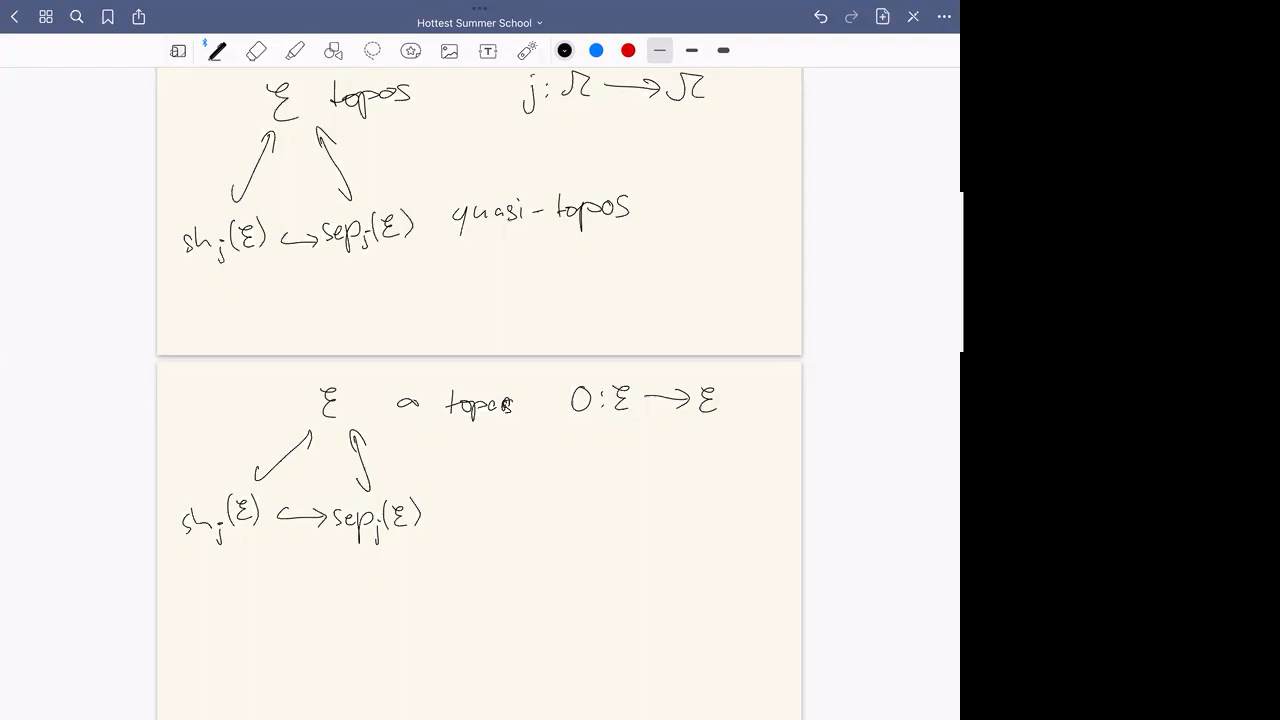 Hottest Summer School
ℰ topos j : Ω → Ω
sh_j(ℰ) ↪ sep_j(ℰ) quasi-topos
ℰ a topos O : ℰ → ℰ
sh_j(ℰ) ↪ sep_j(ℰ)